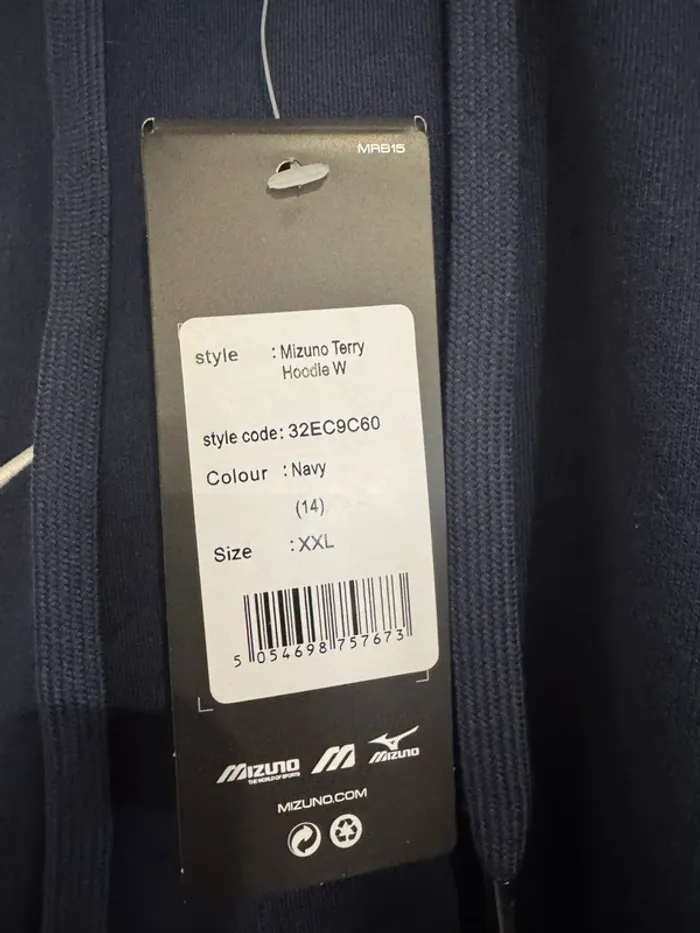 MRB15
style : Mizuno Terry
Hoodie W
style code: 32EC9C60
Colour : Navy
(14)
Size : XXL
5 054698 757673
MIZUNO
THE WORLD OF SPORTS
MIZUNO
MIZUNO.COM